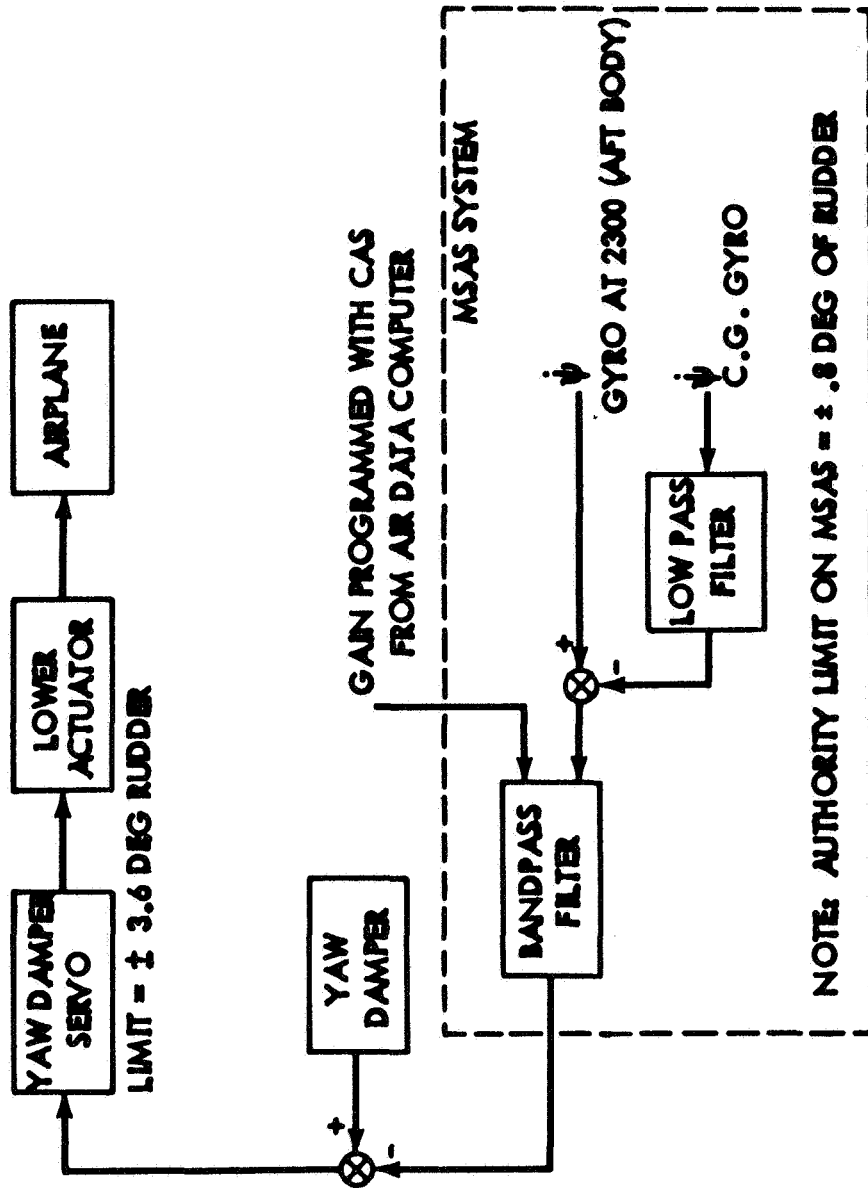 YAW DAMPER
SERVO
LIMIT = ± 3.6 DEG RUDDER
LOWER
ACTUATOR
AIRPLANE
YAW
DAMPER
+
-
GAIN PROGRAMMED WITH CAS
FROM AIR DATA COMPUTER
MSAS SYSTEM
BANDPASS
FILTER
+
-
ψ̇
GYRO AT 2300 (AFT BODY)
LOW PASS
FILTER
ψ̇
C.G. GYRO
NOTE: AUTHORITY LIMIT ON MSAS = ± .8 DEG OF RUDDER